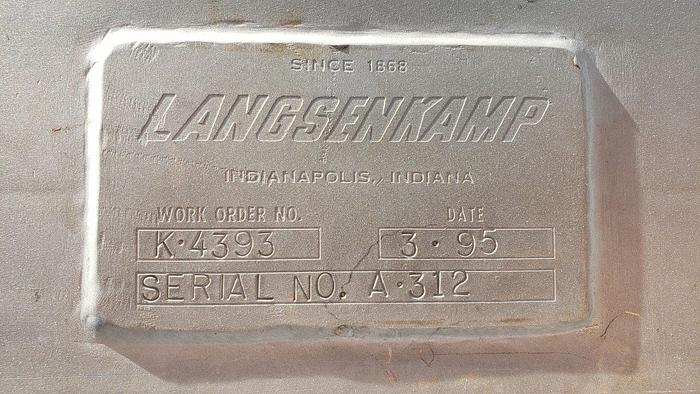 SINCE 1868
LANGSENKAMP
INDIANAPOLIS, INDIANA
WORK ORDER NO. DATE
K·4393 3·95
SERIAL NO. A·312